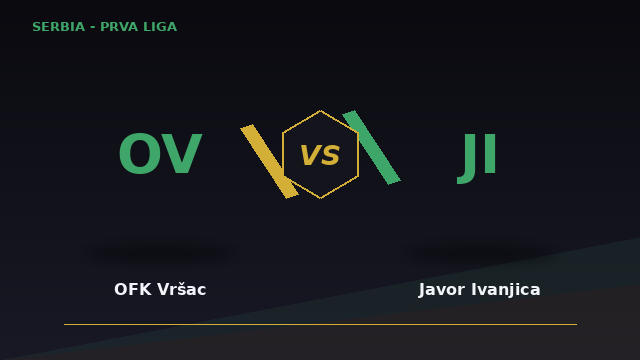 SERBIA - PRVA LIGA
OV
VS
JI
OFK Vršac
Javor Ivanjica